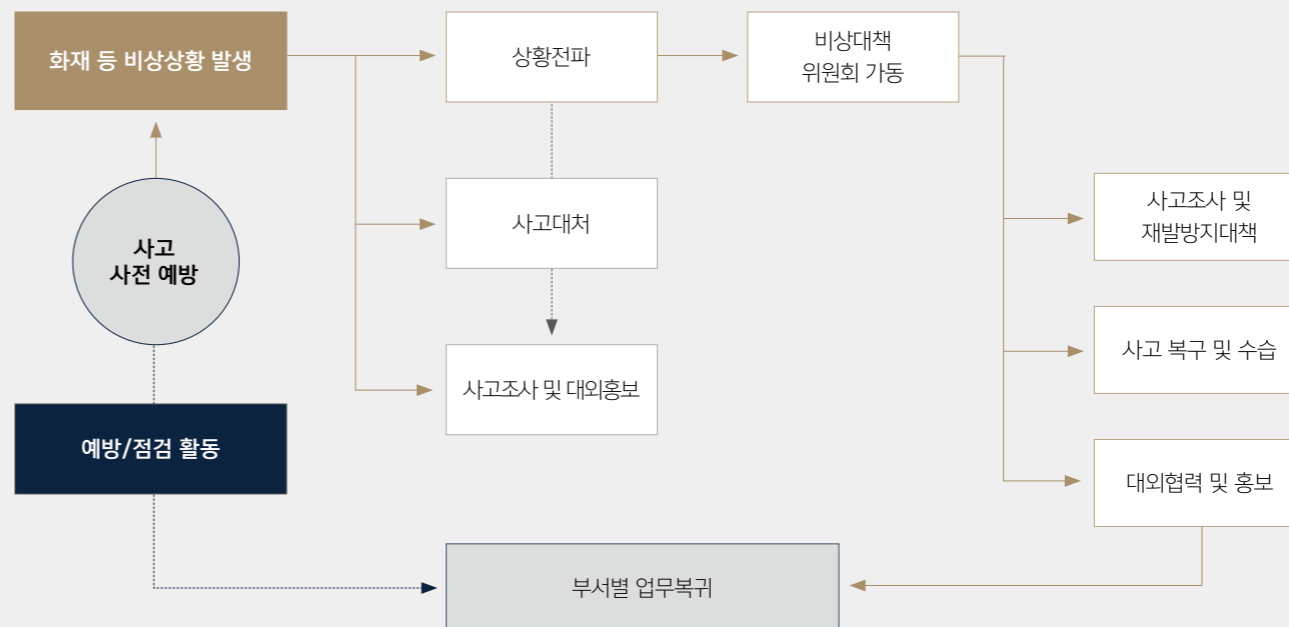 화재 등 비상상황 발생
상황전파
비상대책
위원회 가동
사고
사전 예방
사고대처
사고조사 및
재발방지대책
사고조사 및 대외홍보
사고 복구 및 수습
예방/점검 활동
대외협력 및 홍보
부서별 업무복귀